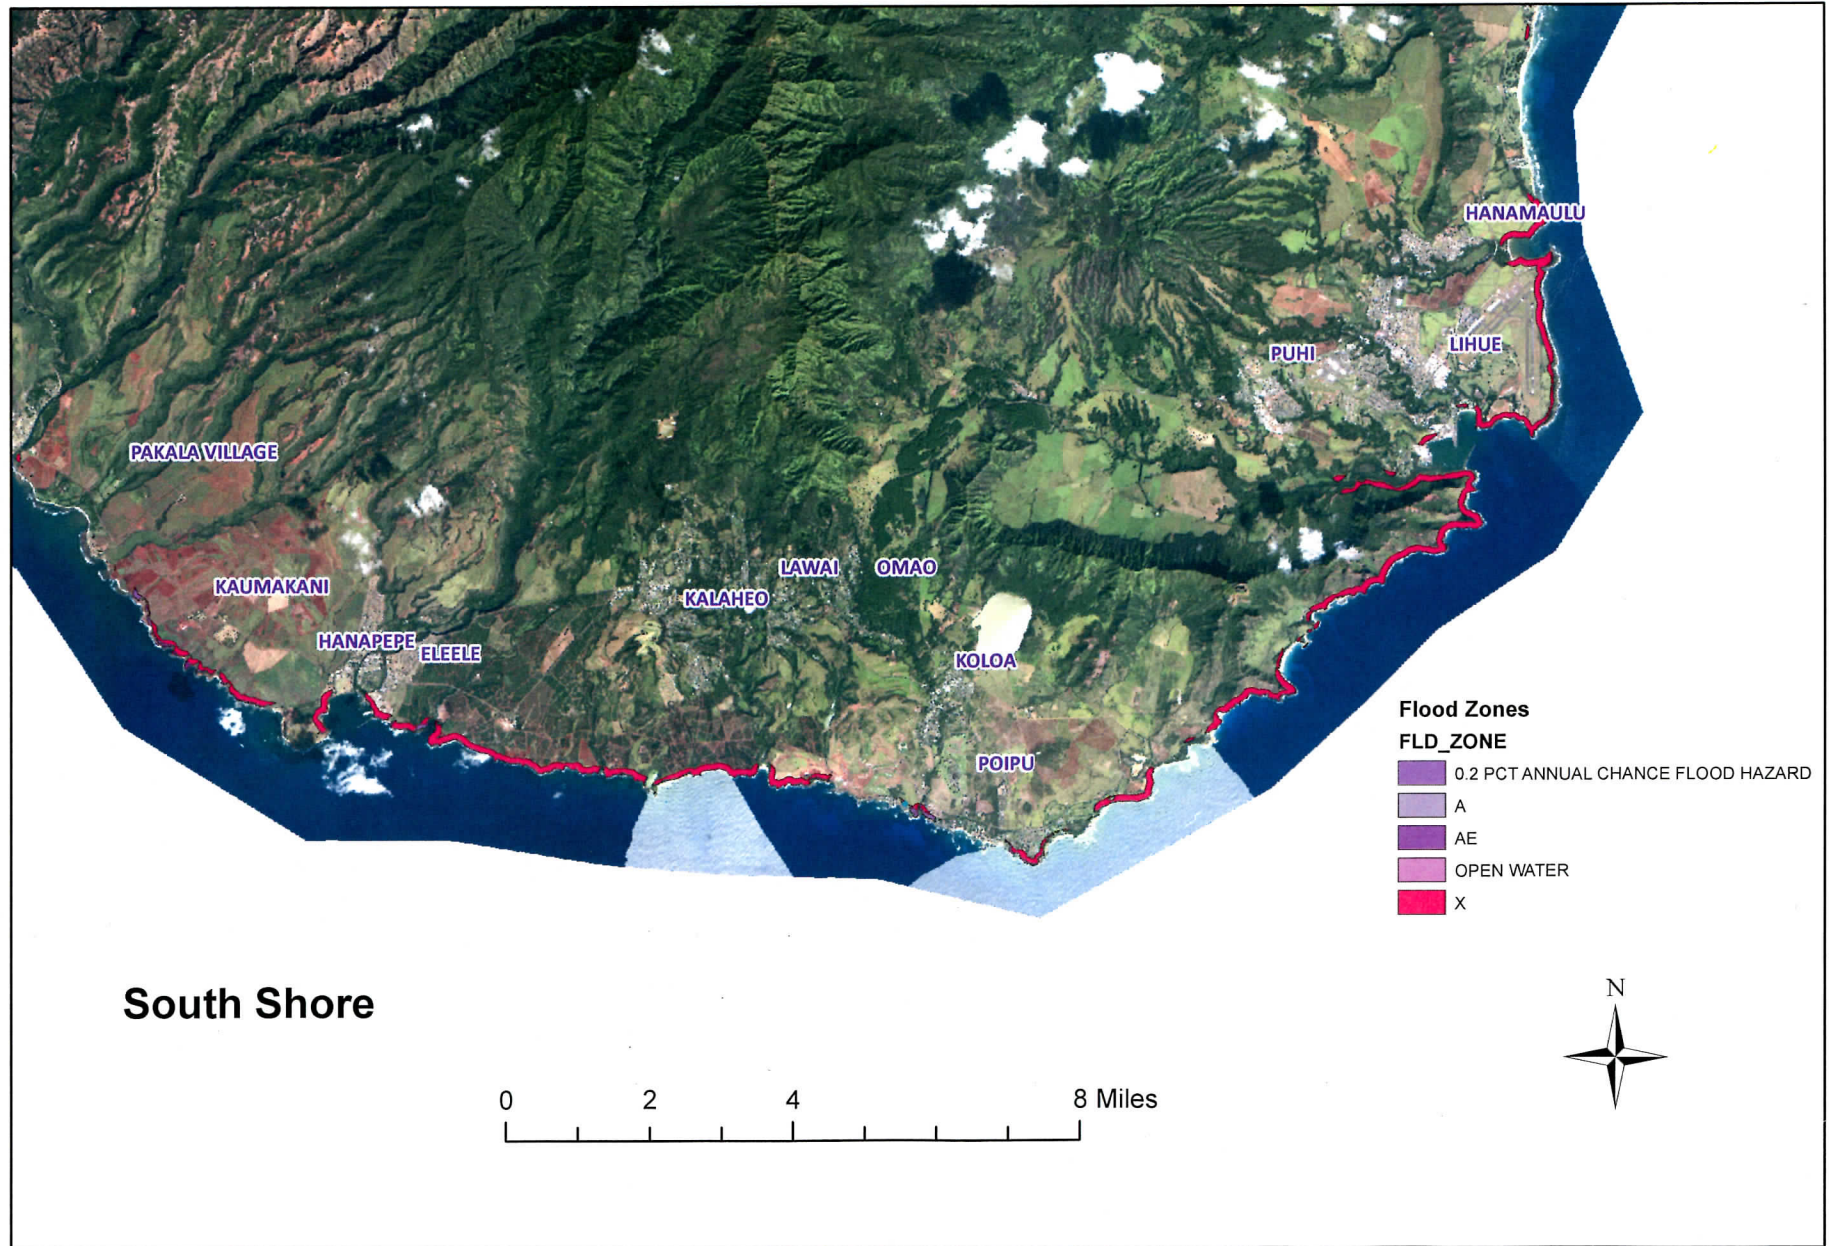 HANAMAULU
LIHUE
PUHI
PAKALA VILLAGE
LAWAI
OMAO
KAUMAKANI
KALAHEO
HANAPEPE
ELEELE
KOLOA
POIPU
Flood Zones
FLD_ZONE
0.2 PCT ANNUAL CHANCE FLOOD HAZARD
A
AE
OPEN WATER
X
South Shore
N
0 2 4 8 Miles